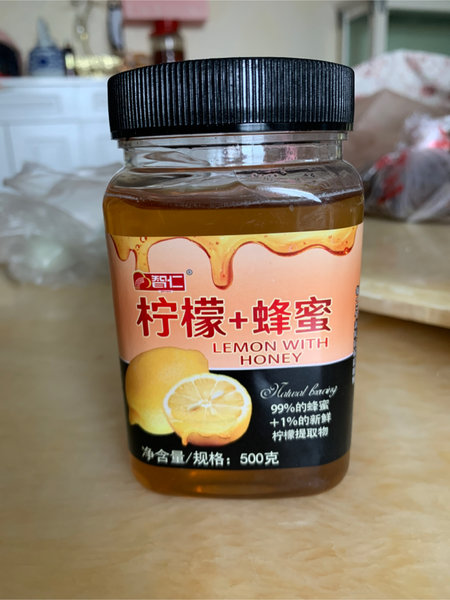 智仁®
柠檬+蜂蜜
LEMON WITH
HONEY
Natural bracing
99%的蜂蜜
+1%的新鲜
柠檬提取物
净含量/规格：500克